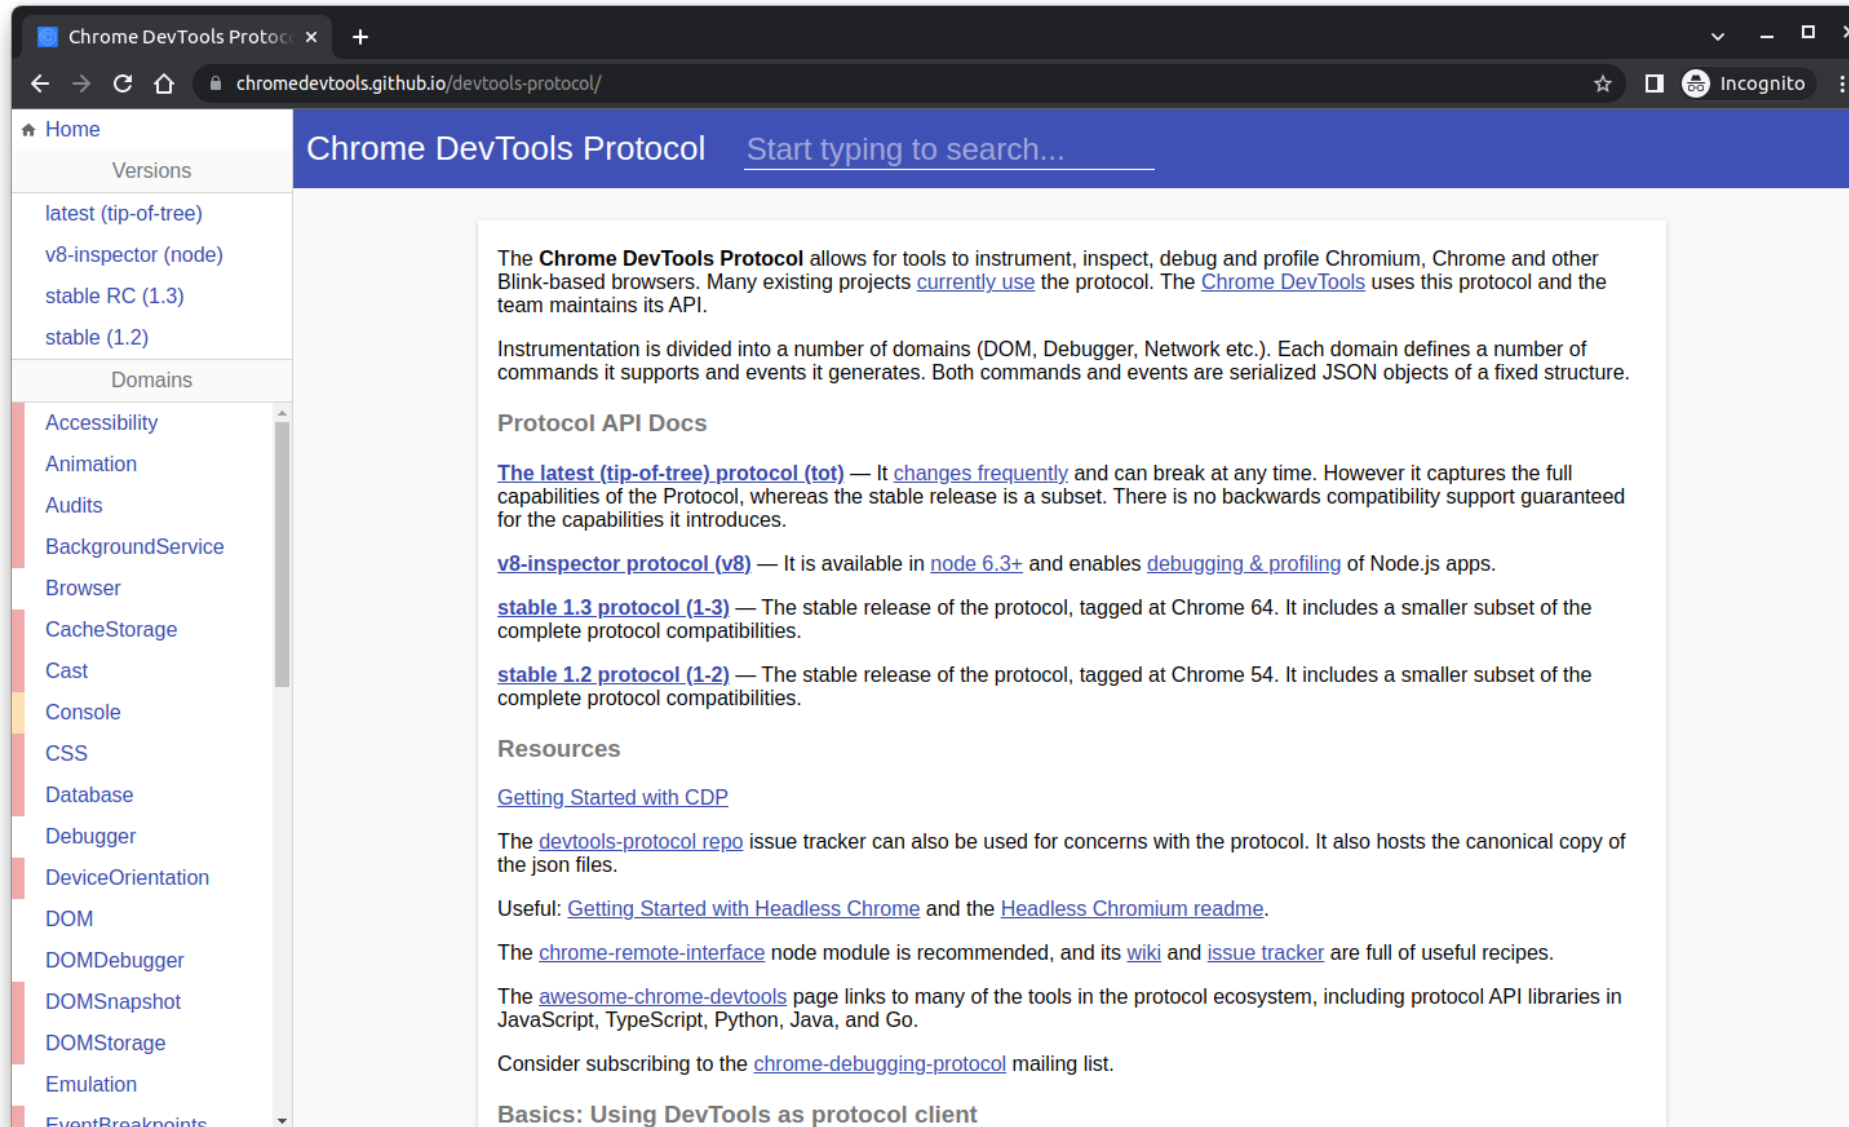 Chrome DevTools Protoc
chromedevtools.github.io/devtools-protocol/
Incognito
Home
Versions
latest (tip-of-tree)
v8-inspector (node)
stable RC (1.3)
stable (1.2)
Domains
Accessibility
Animation
Audits
BackgroundService
Browser
CacheStorage
Cast
Console
CSS
Database
Debugger
DeviceOrientation
DOM
DOMDebugger
DOMSnapshot
DOMStorage
Emulation
EventBreakpoints
Chrome DevTools Protocol
Start typing to search...
The Chrome DevTools Protocol allows for tools to instrument, inspect, debug and profile Chromium, Chrome and other
Blink-based browsers. Many existing projects currently use the protocol. The Chrome DevTools uses this protocol and the
team maintains its API.
Instrumentation is divided into a number of domains (DOM, Debugger, Network etc.). Each domain defines a number of
commands it supports and events it generates. Both commands and events are serialized JSON objects of a fixed structure.
Protocol API Docs
The latest (tip-of-tree) protocol (tot) — It changes frequently and can break at any time. However it captures the full
capabilities of the Protocol, whereas the stable release is a subset. There is no backwards compatibility support guaranteed
for the capabilities it introduces.
v8-inspector protocol (v8) — It is available in node 6.3+ and enables debugging & profiling of Node.js apps.
stable 1.3 protocol (1-3) — The stable release of the protocol, tagged at Chrome 64. It includes a smaller subset of the
complete protocol compatibilities.
stable 1.2 protocol (1-2) — The stable release of the protocol, tagged at Chrome 54. It includes a smaller subset of the
complete protocol compatibilities.
Resources
Getting Started with CDP
The devtools-protocol repo issue tracker can also be used for concerns with the protocol. It also hosts the canonical copy of
the json files.
Useful: Getting Started with Headless Chrome and the Headless Chromium readme.
The chrome-remote-interface node module is recommended, and its wiki and issue tracker are full of useful recipes.
The awesome-chrome-devtools page links to many of the tools in the protocol ecosystem, including protocol API libraries in
JavaScript, TypeScript, Python, Java, and Go.
Consider subscribing to the chrome-debugging-protocol mailing list.
Basics: Using DevTools as protocol client